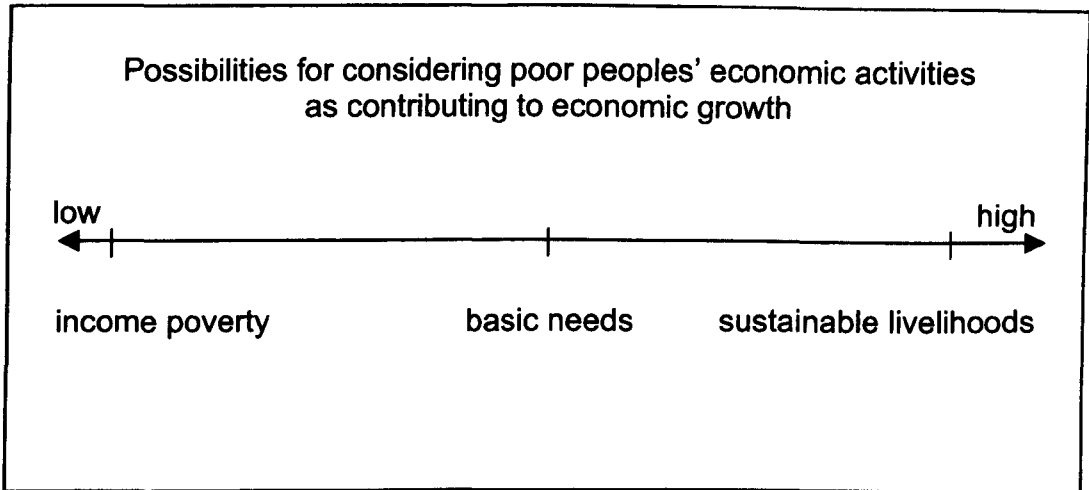 Possibilities for considering poor peoples' economic activities
as contributing to economic growth
low
high
income poverty
basic needs
sustainable livelihoods